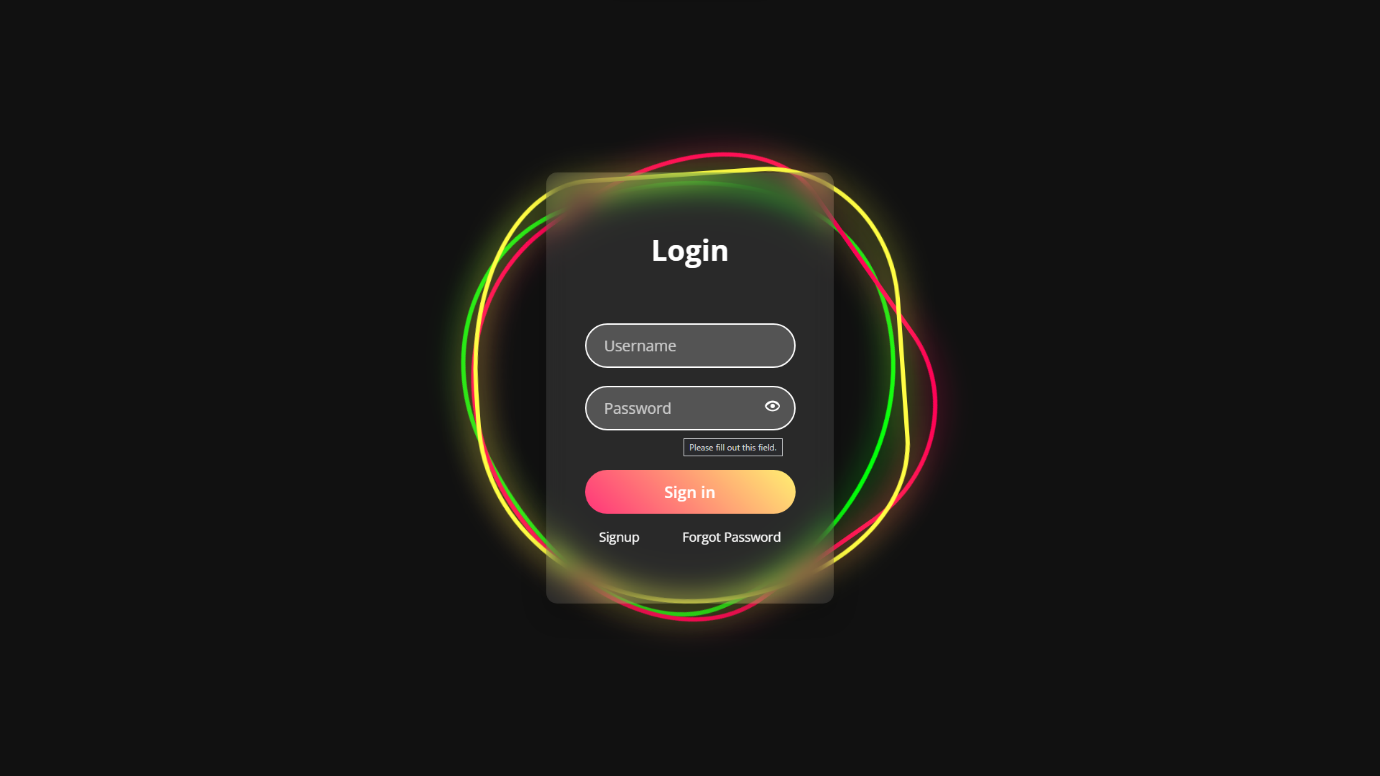 Login
Username
Password
Please fill out this field.
Sign in
Signup
Forgot Password